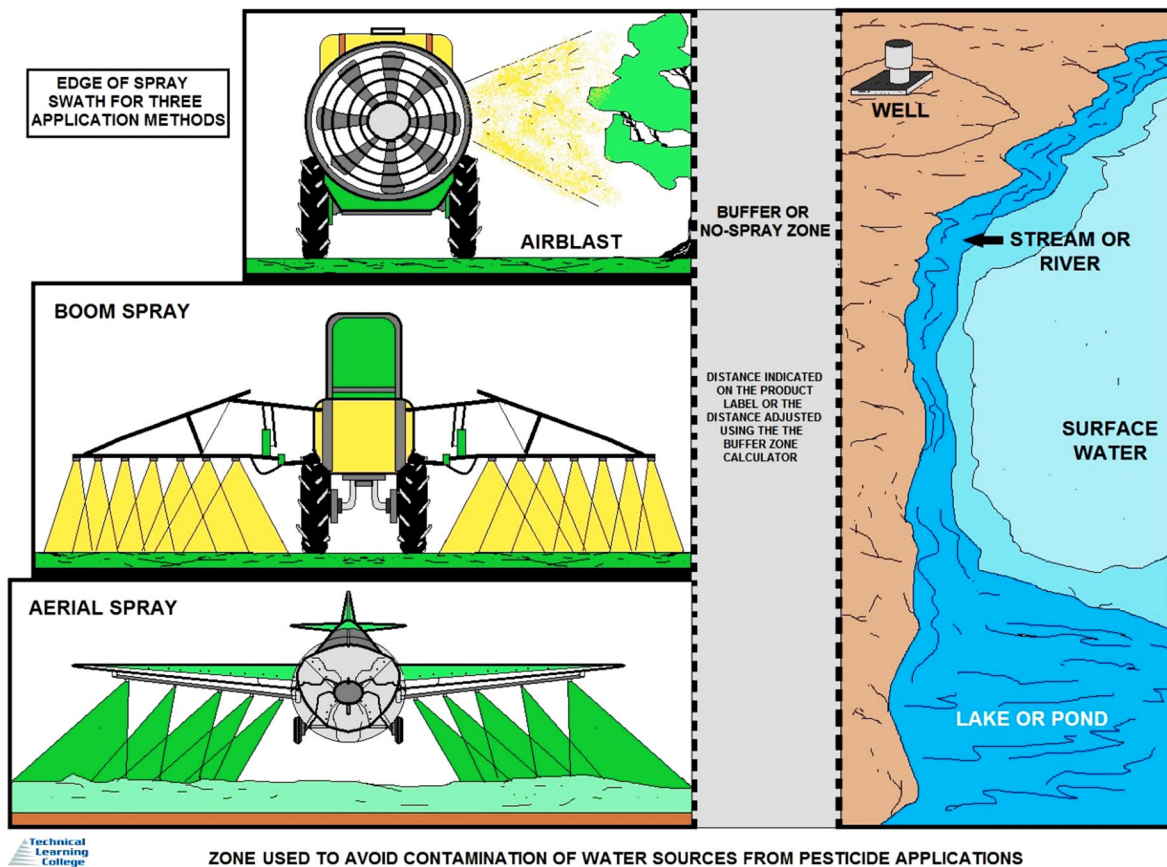 EDGE OF SPRAY
SWATH FOR THREE
APPLICATION METHODS
AIRBLAST
BOOM SPRAY
AERIAL SPRAY
BUFFER OR
NO-SPRAY ZONE
DISTANCE INDICATED
ON THE PRODUCT
LABEL OR THE
DISTANCE ADJUSTED
USING THE THE
BUFFER ZONE
CALCULATOR
WELL
STREAM OR
RIVER
SURFACE
WATER
LAKE OR POND
Technical
Learning
College
ZONE USED TO AVOID CONTAMINATION OF WATER SOURCES FROM PESTICIDE APPLICATIONS